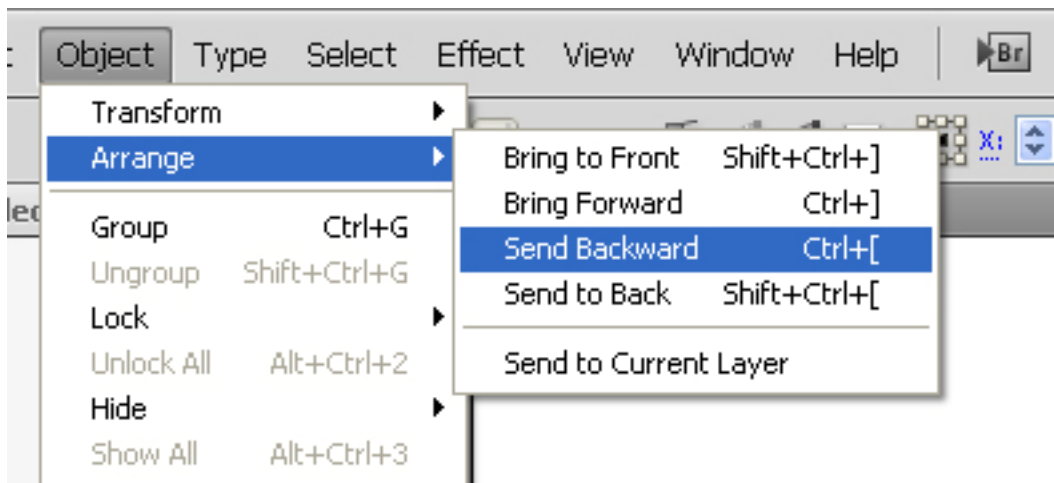 Object Type Select Effect View Window Help Br
Transform
Arrange
Group Ctrl+G
Ungroup Shift+Ctrl+G
Lock
Unlock All Alt+Ctrl+2
Hide
Show All Alt+Ctrl+3
X:
Bring to Front Shift+Ctrl+]
Bring Forward Ctrl+]
Send Backward Ctrl+[
Send to Back Shift+Ctrl+[
Send to Current Layer